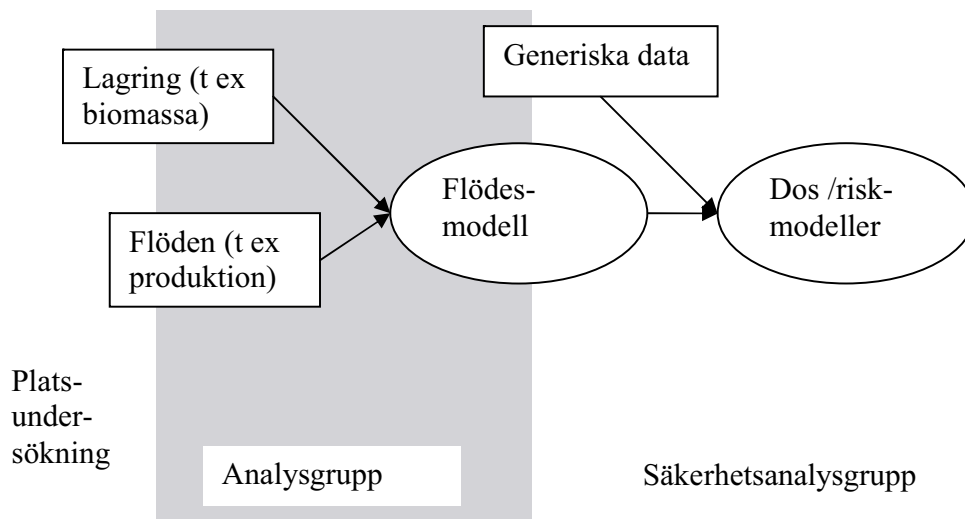 Lagring (t ex
biomassa)
Generiska data
Flödes-
modell
Dos /risk-
modeller
Flöden (t ex
produktion)
Plats-
under-
sökning
Analysgrupp
Säkerhetsanalysgrupp